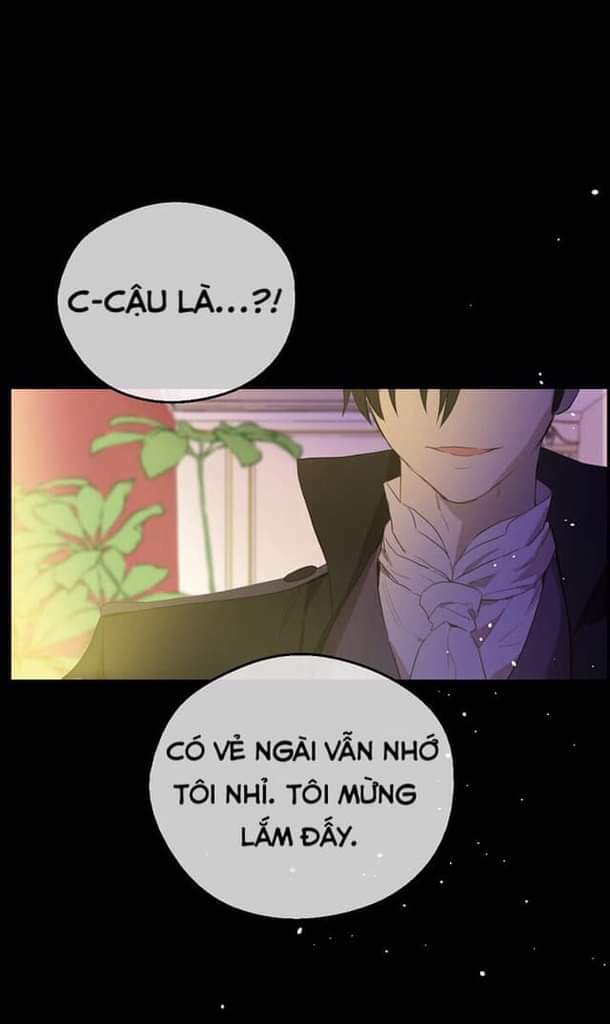 C-CẬU LÀ...?!
CÓ VẺ NGÀI VẪN NHỚ
TÔI NHỈ. TÔI MỪNG
LẮM ĐẤY.